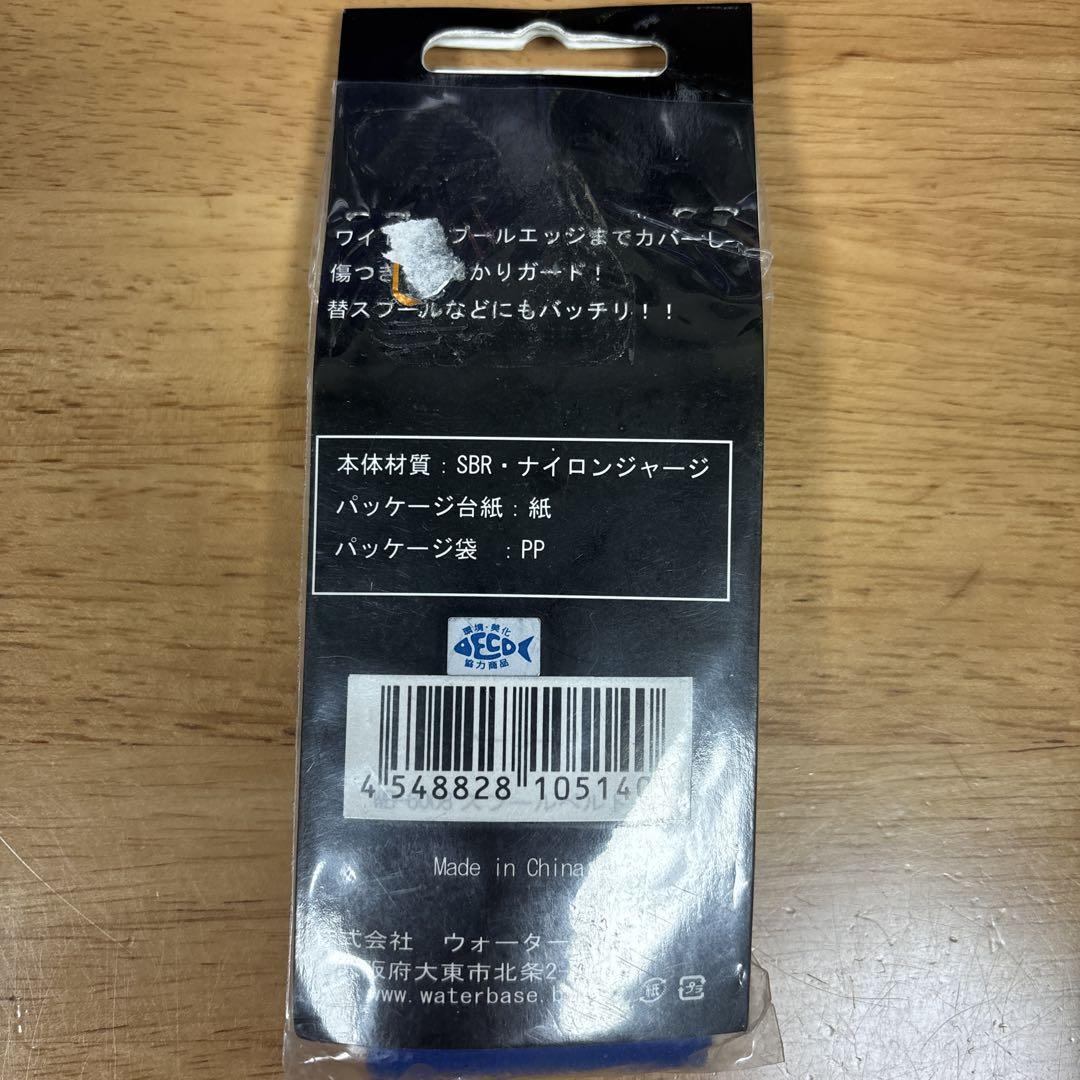 ワイ プールエッジまでカバーし、
傷つき かりガード！
替スプールなどにもバッチリ！！
本体材質：SBR・ナイロンジャージ
パッケージ台紙：紙
パッケージ袋　：PP
環境・美化
ECO
協力商品
4 548828 10514
Made in China
式会社　ウォーター
阪府大東市北条2-
www.waterbase.b
紙 プラ